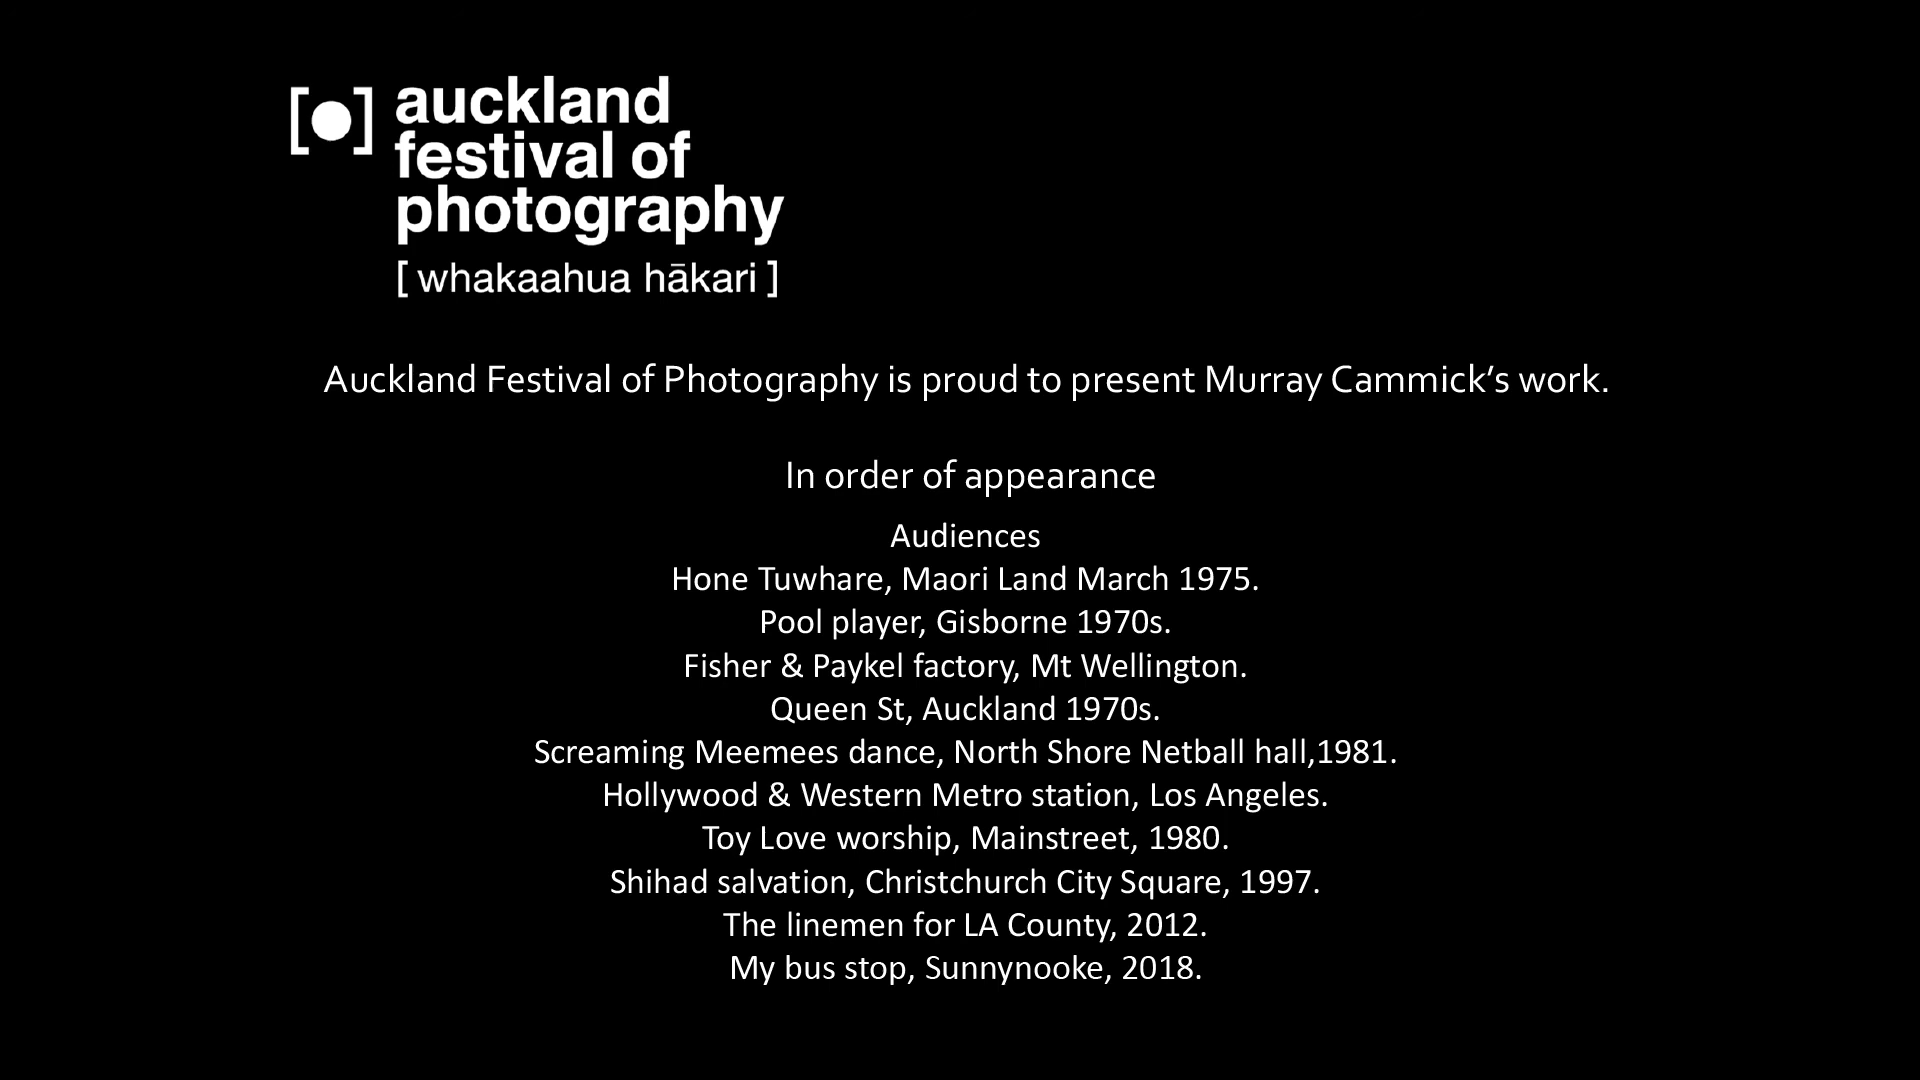 [●] auckland
festival of
photography
[ whakaahua hākari ]
Auckland Festival of Photography is proud to present Murray Cammick’s work.
In order of appearance
Audiences
Hone Tuwhare, Maori Land March 1975.
Pool player, Gisborne 1970s.
Fisher & Paykel factory, Mt Wellington.
Queen St, Auckland 1970s.
Screaming Meemees dance, North Shore Netball hall,1981.
Hollywood & Western Metro station, Los Angeles.
Toy Love worship, Mainstreet, 1980.
Shihad salvation, Christchurch City Square, 1997.
The linemen for LA County, 2012.
My bus stop, Sunnynooke, 2018.